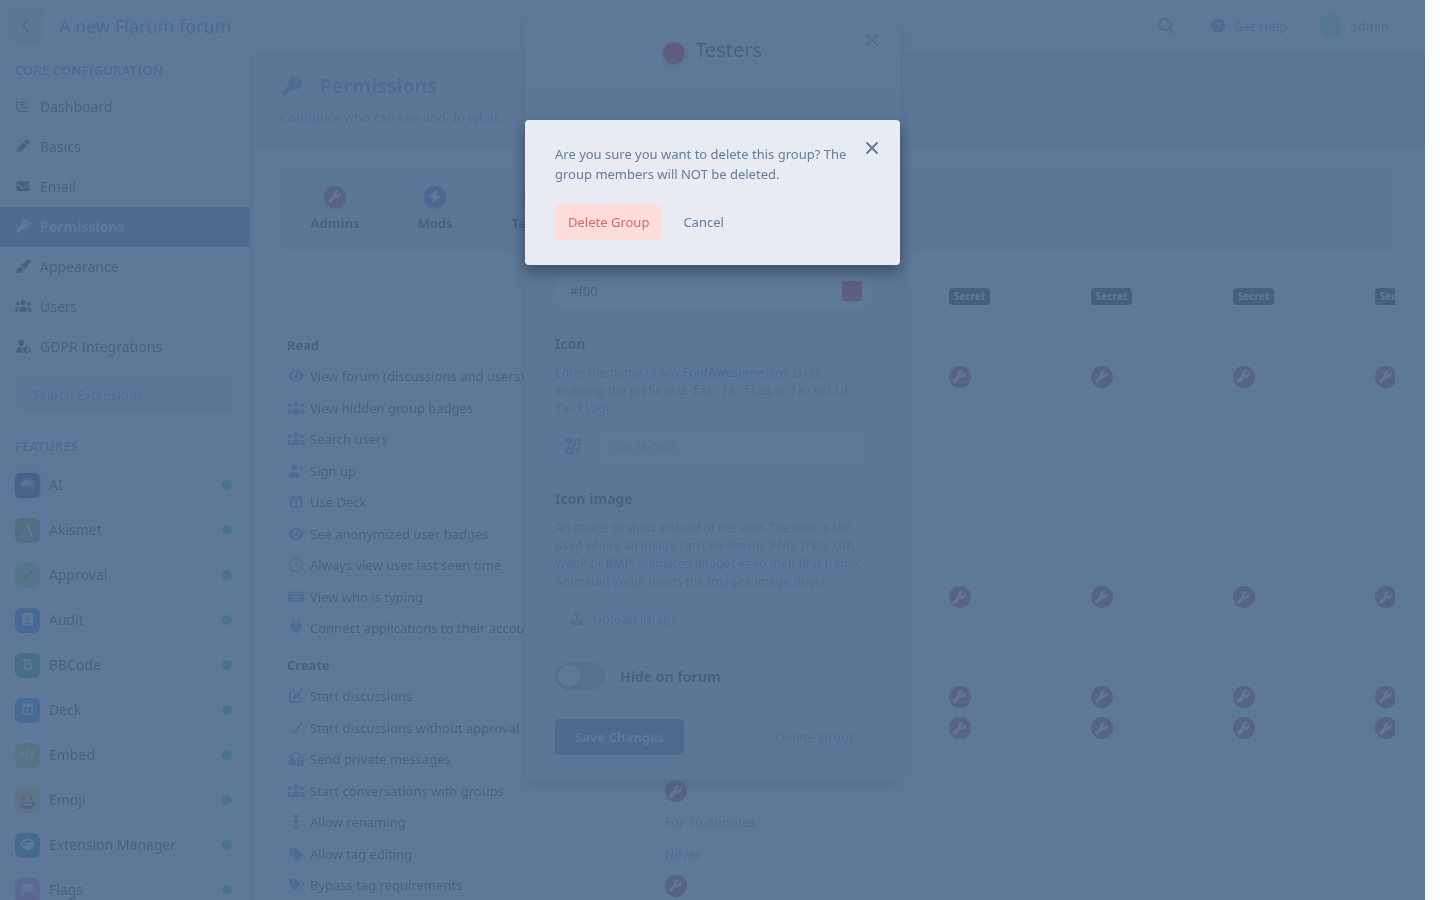 A new Flarum forum
Get Help
admin
CORE CONFIGURATION
Dashboard
Basics
Email
Permissions
Appearance
Users
GDPR Integrations
Search Extensions
FEATURES
AI
Akismet
Approval
Audit
BBCode
Deck
Embed
Emoji
Extension Manager
Flags
Permissions
Configure who can see and do what.
Admins
Mods
Testers
Are you sure you want to delete this group? The
group members will NOT be deleted.
Delete Group
Cancel
#f00
Icon
Enter the name of any FontAwesome icon class,
including the prefix (e.g. fas fa-flag or fa-solid
fa-flag).
fas fa-bolt
Icon image
An image to show instead of the icon. The icon is still
used where an image can't be shown. PNG, JPEG, GIF,
WebP or BMP; animated images keep their first frame.
Animated WebP needs the Imagick image driver.
Upload image
Hide on forum
Save Changes
Delete Group
Secret
Secret
Secret
Sec
Read
View forum (discussions and users)
View hidden group badges
Search users
Sign up
Use Deck
See anonymized user badges
Always view user last seen time
View who is typing
Connect applications to their accou
Create
Start discussions
Start discussions without approval
Send private messages
Start conversations with groups
Allow renaming
For 10 minutes
Allow tag editing
Never
Bypass tag requirements